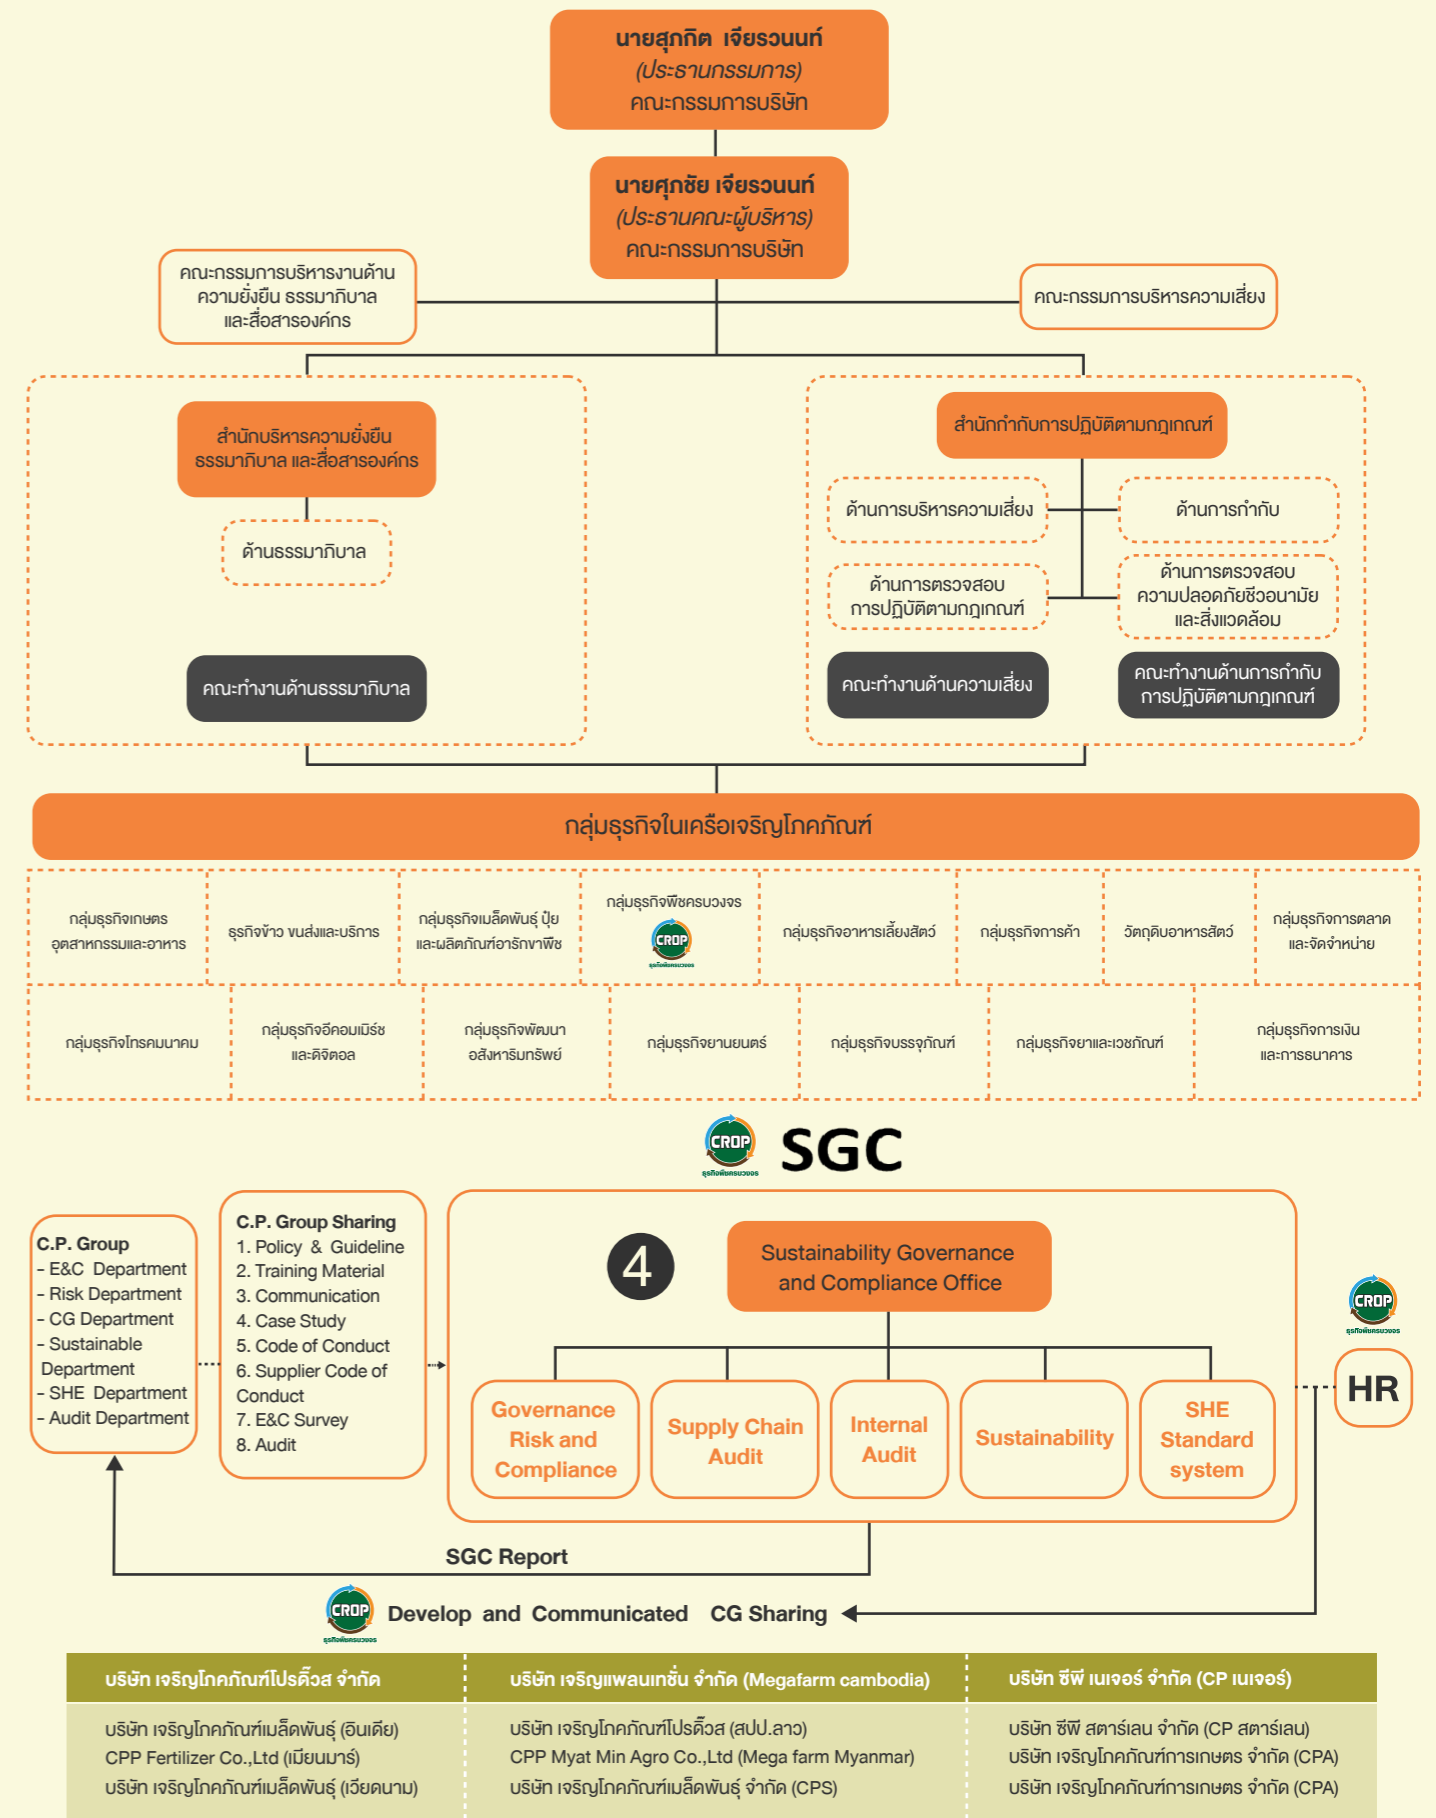 นายสุภกิต เจียรวนนท์
(ประธานกรรมการ)
คณะกรรมการบริษัท
นายศุภชัย เจียรวนนท์
(ประธานคณะผู้บริหาร)
คณะกรรมการบริษัท
คณะกรรมการบริหารงานด้าน
ความยั่งยืน ธรรมาภิบาล
และสื่อสารองค์กร
คณะกรรมการบริหารความเสี่ยง
สำนักบริหารความยั่งยืน
ธรรมาภิบาล และสื่อสารองค์กร
ด้านธรรมาภิบาล
คณะทำงานด้านธรรมาภิบาล
สำนักกำกับการปฏิบัติตามกฎเกณฑ์
ด้านการบริหารความเสี่ยง
ด้านการกำกับ
ด้านการตรวจสอบ
การปฏิบัติตามกฎเกณฑ์
ด้านการตรวจสอบ
ความปลอดภัยชีวอนามัย
และสิ่งแวดล้อม
คณะทำงานด้านความเสี่ยง
คณะทำงานด้านการกำกับ
การปฏิบัติตามกฎเกณฑ์
กลุ่มธุรกิจในเครือเจริญโภคภัณฑ์
กลุ่มธุรกิจเกษตร
อุตสาหกรรมและอาหาร
ธุรกิจข้าว ขนส่งและบริการ
กลุ่มธุรกิจเมล็ดพันธุ์ ปุ๋ย
และผลิตภัณฑ์อารักขาพืช
กลุ่มธุรกิจพืชครบวงจร
CROP
ธุรกิจพืชครบวงจร
กลุ่มธุรกิจอาหารเลี้ยงสัตว์
กลุ่มธุรกิจการค้า
วัตถุดิบอาหารสัตว์
กลุ่มธุรกิจการตลาด
และจัดจำหน่าย
กลุ่มธุรกิจโทรคมนาคม
กลุ่มธุรกิจอีคอมเมิร์ซ
และดิจิตอล
กลุ่มธุรกิจพัฒนา
อสังหาริมทรัพย์
กลุ่มธุรกิจยานยนตร์
กลุ่มธุรกิจบรรจุภัณฑ์
กลุ่มธุรกิจยาและเวชภัณฑ์
กลุ่มธุรกิจการเงิน
และการธนาคาร
CROP
ธุรกิจพืชครบวงจร
SGC
C.P. Group
- E&C Department
- Risk Department
- CG Department
- Sustainable
Department
- SHE Department
- Audit Department
C.P. Group Sharing
1. Policy & Guideline
2. Training Material
3. Communication
4. Case Study
5. Code of Conduct
6. Supplier Code of
Conduct
7. E&C Survey
8. Audit
4
Sustainability Governance
and Compliance Office
Governance
Risk and
Compliance
Supply Chain
Audit
Internal
Audit
Sustainability
SHE
Standard
system
CROP
ธุรกิจพืชครบวงจร
HR
SGC Report
CROP
ธุรกิจพืชครบวงจร
Develop and Communicated CG Sharing
บริษัท เจริญโภคภัณฑ์โปรดิ๊วส จำกัด
บริษัท เจริญโภคภัณฑ์เมล็ดพันธุ์ (อินเดีย)
CPP Fertilizer Co.,Ltd (เมียนมาร์)
บริษัท เจริญโภคภัณฑ์เมล็ดพันธุ์ (เวียดนาม)
บริษัท เจริญแพลนเทชั่น จำกัด (Megafarm cambodia)
บริษัท เจริญโภคภัณฑ์โปรดิ๊วส (สปป.ลาว)
CPP Myat Min Agro Co.,Ltd (Mega farm Myanmar)
บริษัท เจริญโภคภัณฑ์เมล็ดพันธุ์ จำกัด (CPS)
บริษัท ซีพี เนเจอร์ จำกัด (CP เนเจอร์)
บริษัท ซีพี สตาร์เลน จำกัด (CP สตาร์เลน)
บริษัท เจริญโภคภัณฑ์การเกษตร จำกัด (CPA)
บริษัท เจริญโภคภัณฑ์การเกษตร จำกัด (CPA)